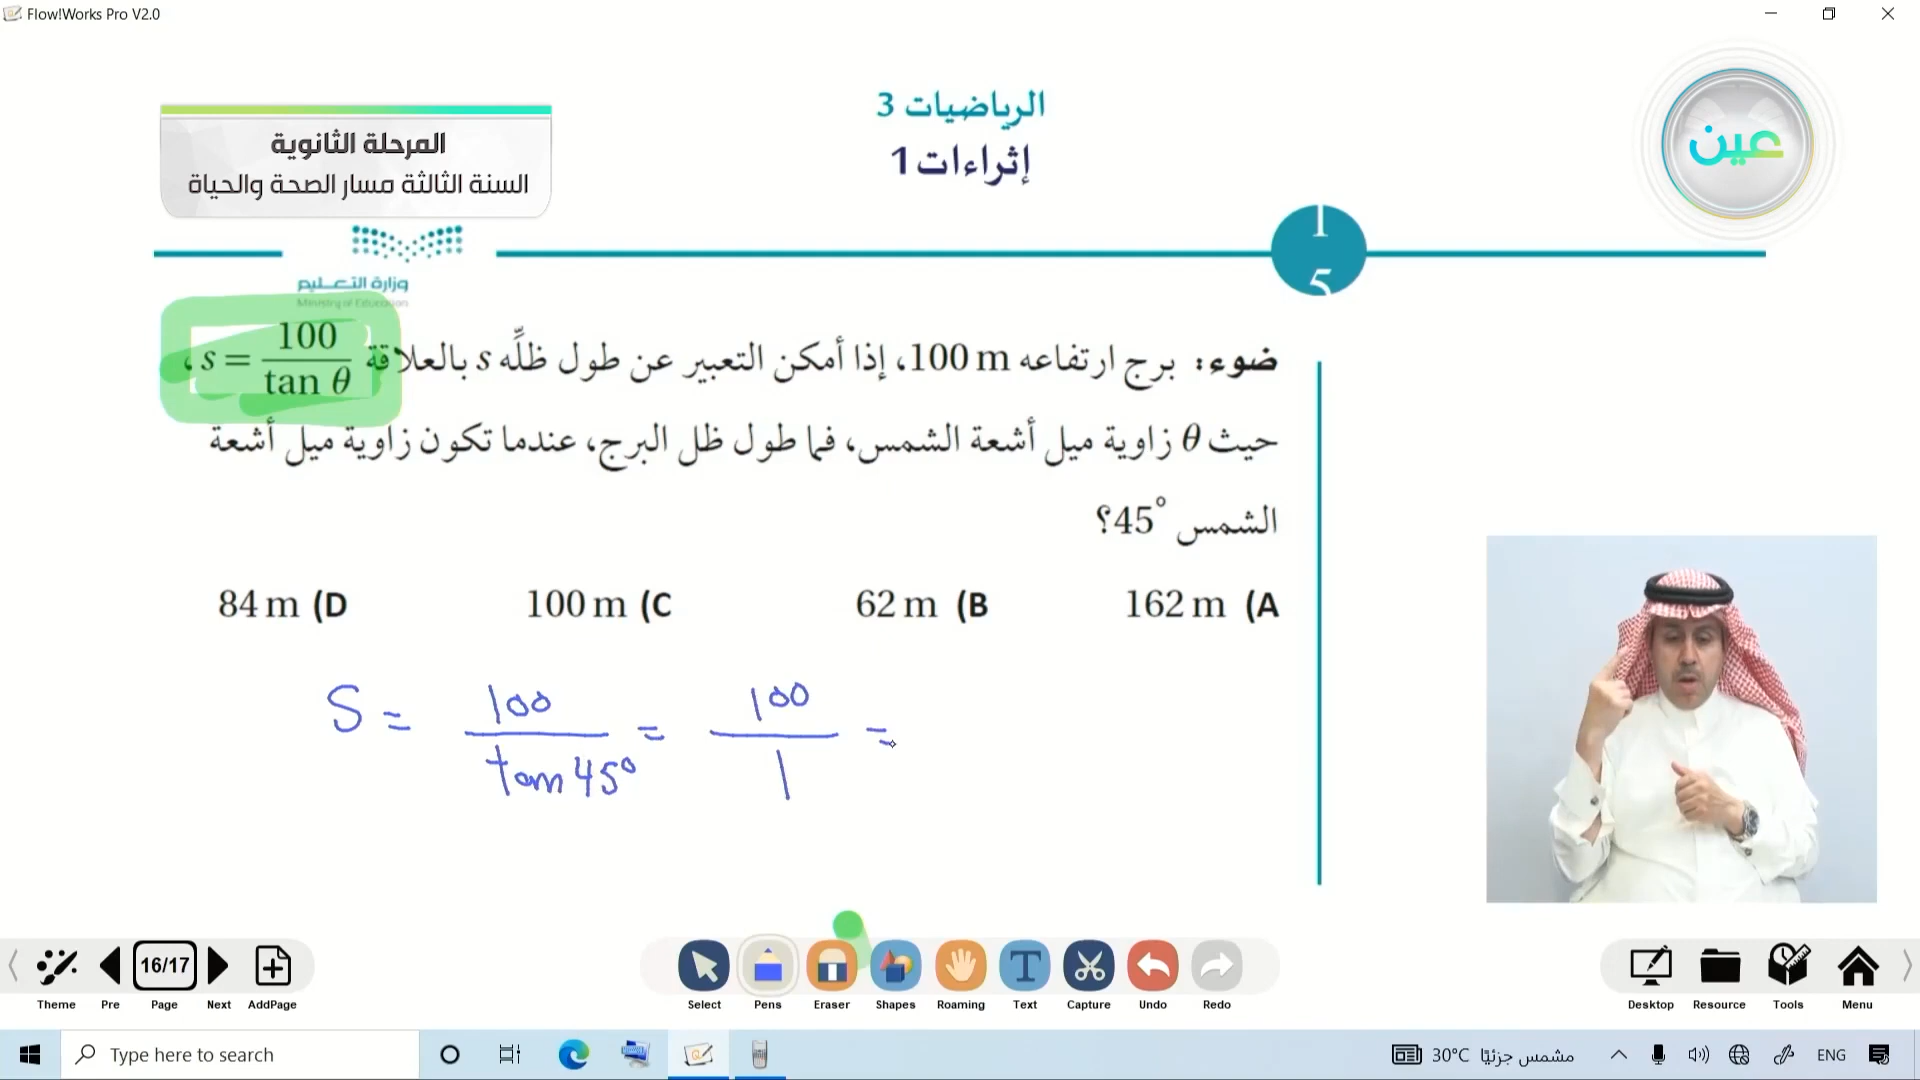 Flow!Works Pro V2.0
الرياضيات 3
إثراءات 1
المرحلة الثانوية
السنة الثالثة مسار الصحة والحياة
عين
وزارة التعـليم
Ministry of Education
1
5
ضوء: برج ارتفاعه 100 m، إذا أمكن التعبير عن طول ظلِّه s بالعلاقة s = 100 / tan θ ،
حيث θ زاوية ميل أشعة الشمس، فما طول ظل البرج، عندما تكون زاوية ميل أشعة
الشمس 45°؟
162 m (A 62 m (B 100 m (C 84 m (D
S = 100 / tan 45° = 100 / 1 =
16/17
Theme Pre Page Next AddPage
T
Select Pens Eraser Shapes Roaming Text Capture Undo Redo
Desktop Resource Tools Menu
Type here to search
30°C مشمس جزئيًا
ENG